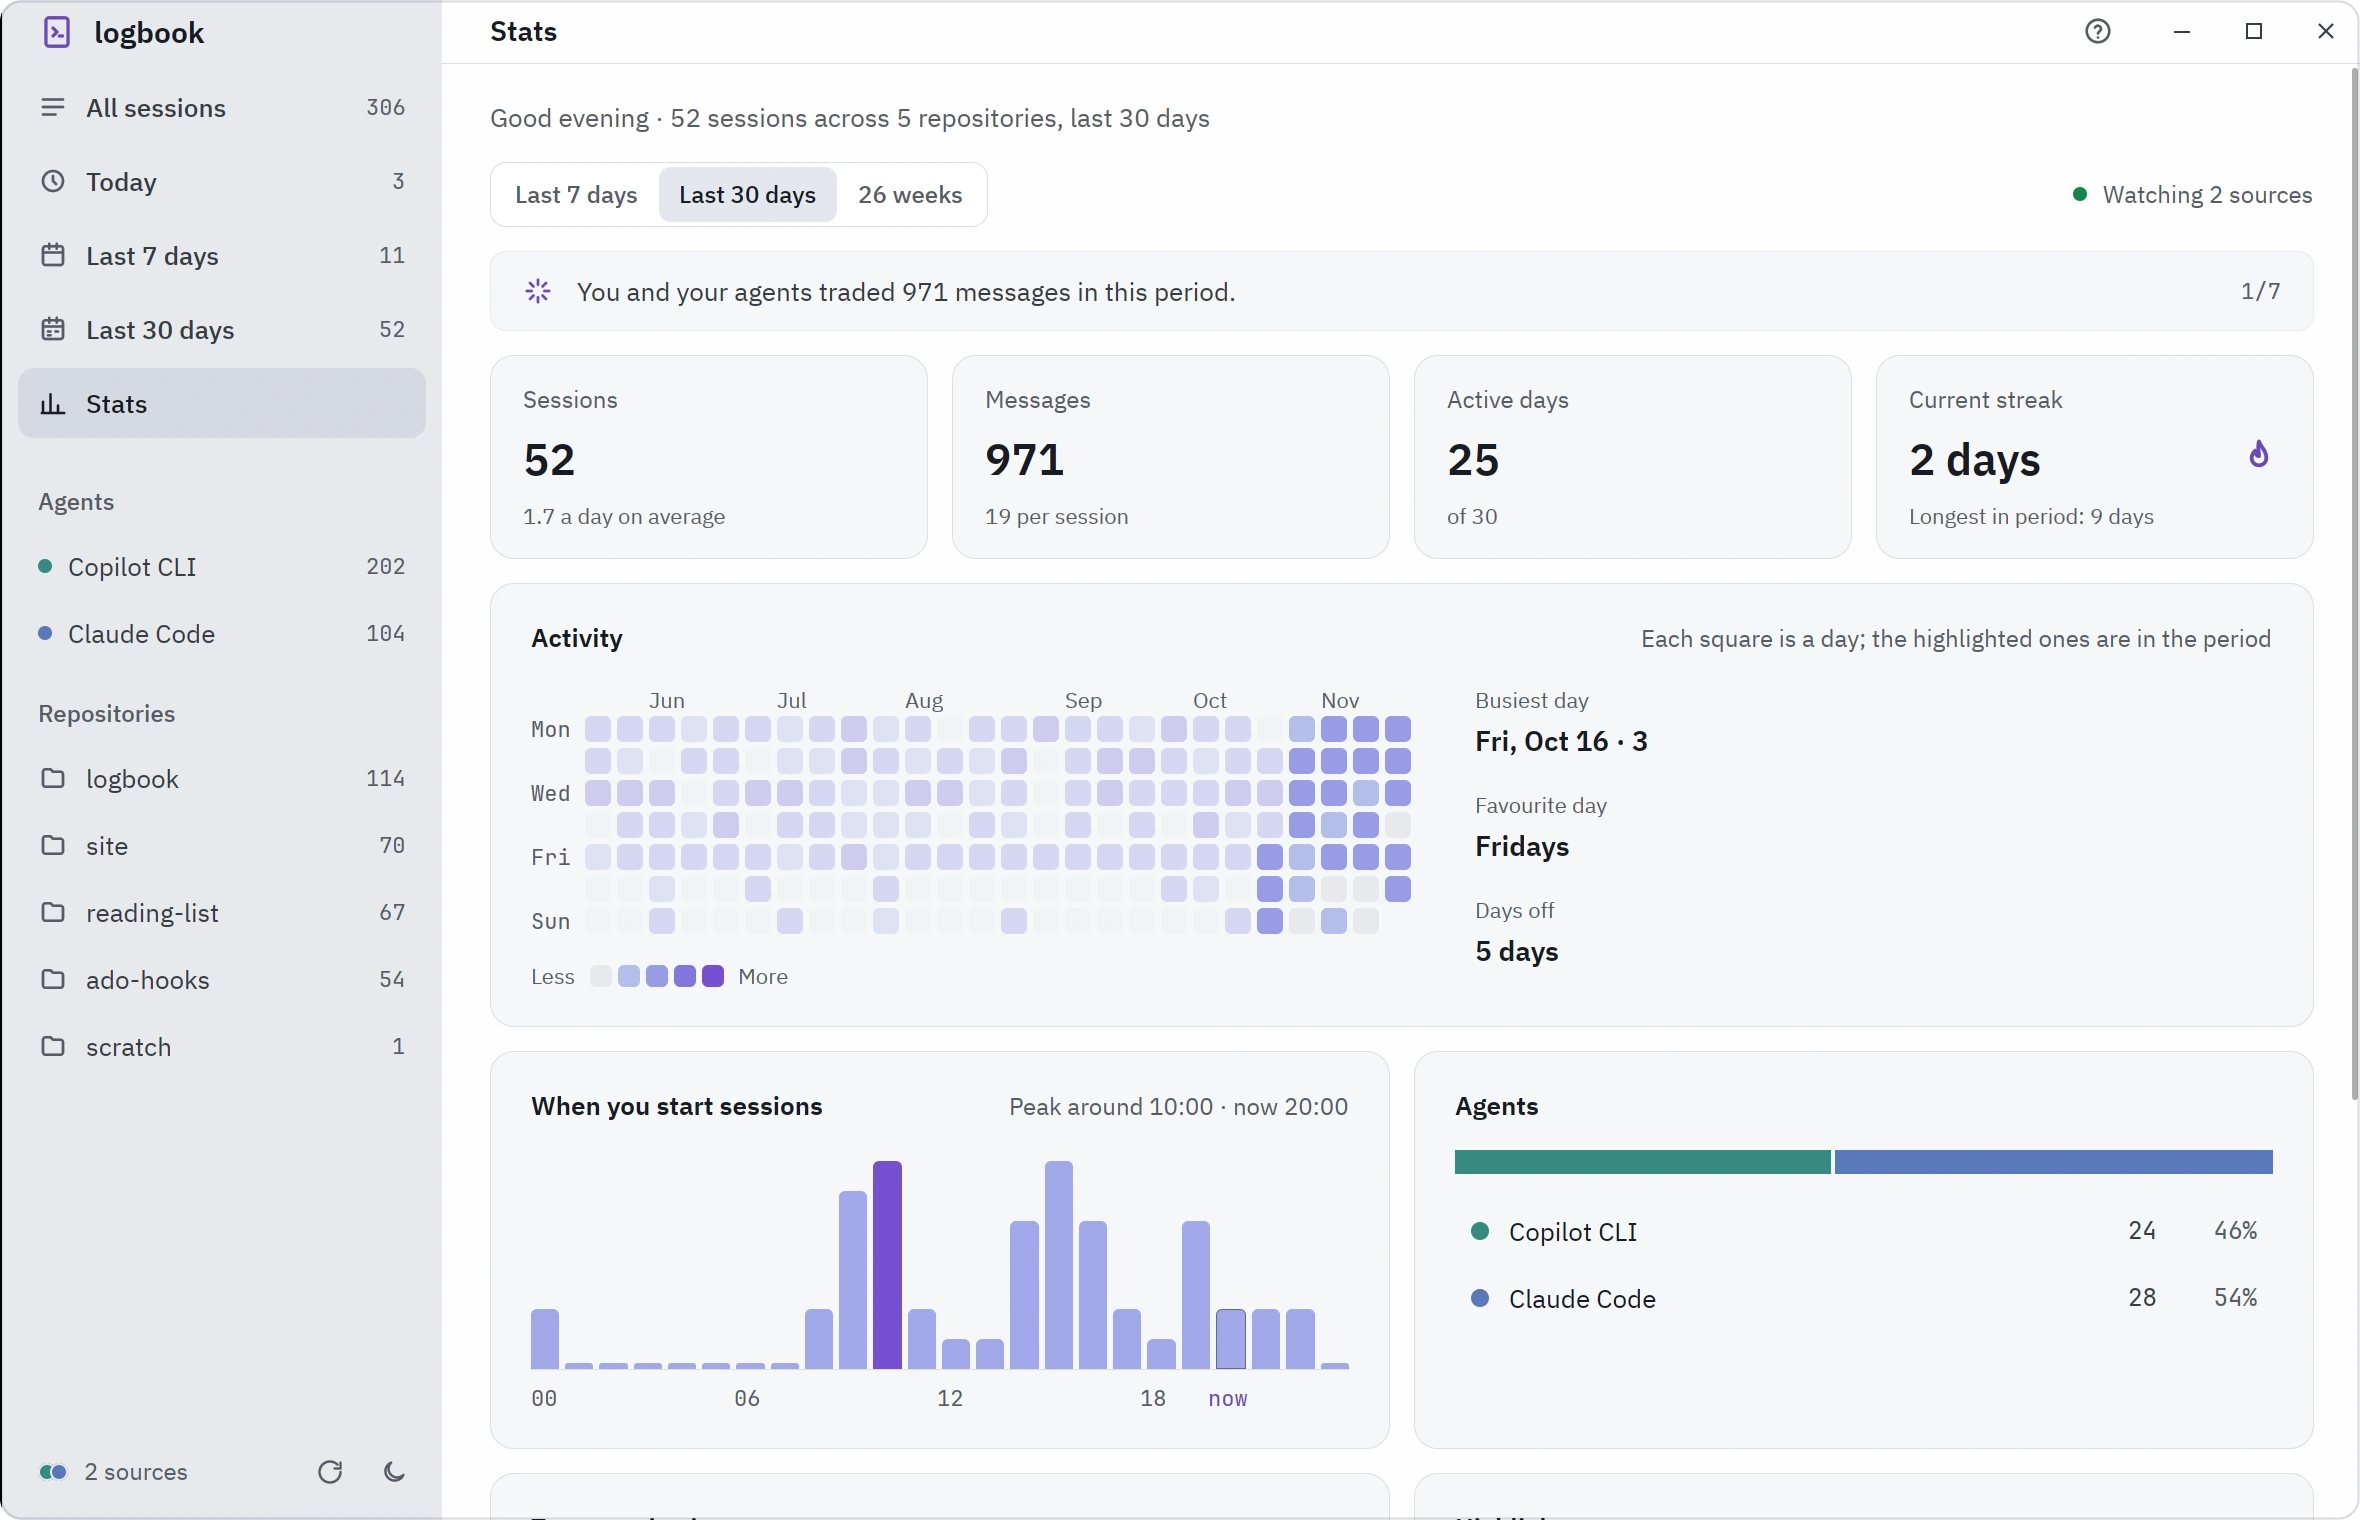 logbook
All sessions 306
Today 3
Last 7 days 11
Last 30 days 52
Stats
Agents
Copilot CLI 202
Claude Code 104
Repositories
logbook 114
site 70
reading-list 67
ado-hooks 54
scratch 1
2 sources
Stats
Good evening · 52 sessions across 5 repositories, last 30 days
Last 7 days Last 30 days 26 weeks
Watching 2 sources
You and your agents traded 971 messages in this period. 1/7
Sessions
52
1.7 a day on average
Messages
971
19 per session
Active days
25
of 30
Current streak
2 days
Longest in period: 9 days
Activity
Each square is a day; the highlighted ones are in the period
Jun Jul Aug Sep Oct Nov
Mon
Wed
Fri
Sun
Less More
Busiest day
Fri, Oct 16 · 3
Favourite day
Fridays
Days off
5 days
When you start sessions
Peak around 10:00 · now 20:00
00 06 12 18 now
Agents
Copilot CLI 24 46%
Claude Code 28 54%